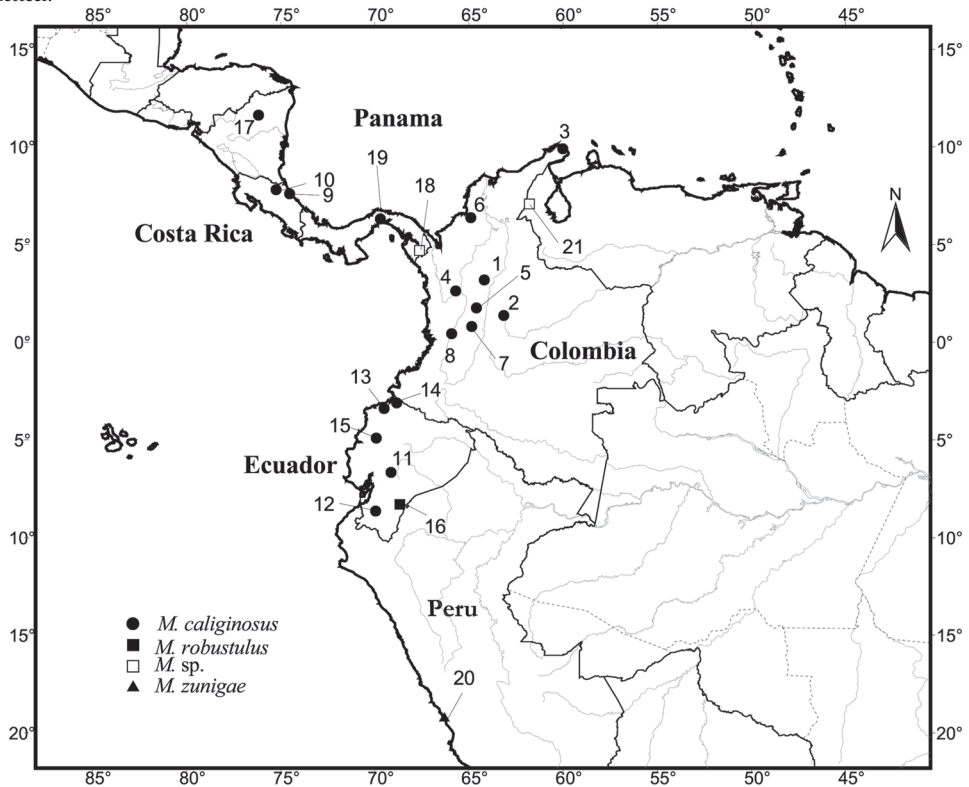 85° 80° 75° 70° 65° 60° 55° 50° 45°
15° 15°
Panama
3
17
10° 10°
19
10
18
9
6
Costa Rica
N
5° 21 5°
1
4 5
2
0° Colombia 0°
8 7
13 14
15
5° 5°
Ecuador 11
12 16
10° 10°
Peru
M. caliginosus
15° M. robustulus 15°
M. sp.
M. zunigae 20
20° 20°
85° 80° 75° 70° 65° 60° 55° 50° 45°